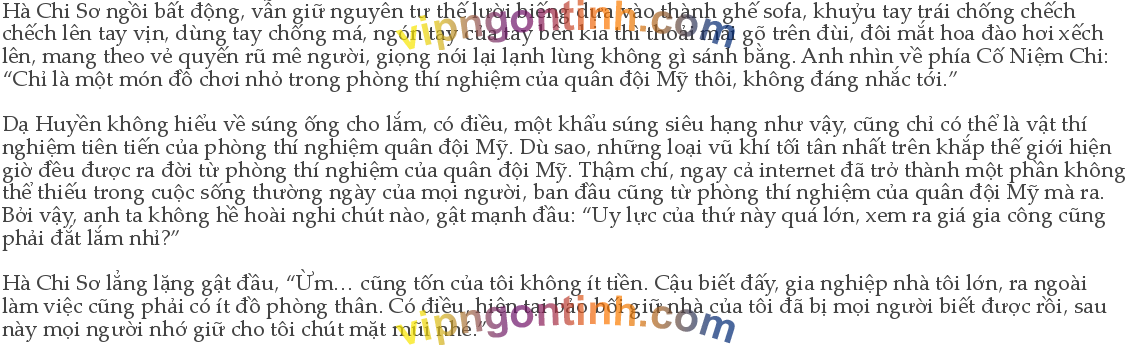 Hà Chi Sơ ngồi bất động, vẫn giữ nguyên tư thế lười biếng dựa vào thành ghế sofa, khuỷu tay trái chống chếch
chếch lên tay vịn, dùng tay chống má, ngón tay của tay bên kia thi thoải mái gõ trên đùi, đôi mắt hoa đào hơi xếch
lên, mang theo vẻ quyến rũ mê người, giọng nói lại lạnh lùng không gì sánh bằng. Anh nhìn về phía Cố Niệm Chi:
“Chỉ là một món đồ chơi nhỏ trong phòng thí nghiệm của quân đội Mỹ thôi, không đáng nhắc tới.”
vipngontinh.com
Dạ Huyền không hiểu về súng ống cho lắm, có điều, một khẩu súng siêu hạng như vậy, cũng chỉ có thể là vật thí
nghiệm tiên tiến của phòng thí nghiệm quân đội Mỹ. Dù sao, những loại vũ khí tối tân nhất trên khắp thế giới hiện
giờ đều được ra đời từ phòng thí nghiệm của quân đội Mỹ. Thậm chí, ngay cả internet đã trở thành một phần không
thể thiếu trong cuộc sống thường ngày của mọi người, ban đầu cũng từ phòng thí nghiệm của quân đội Mỹ mà ra.
Bởi vậy, anh ta không hề hoài nghi chút nào, gật mạnh đầu: “Uy lực của thứ này quá lớn, xem ra giá gia công cũng
phải đắt lắm nhỉ?”
Hà Chi Sơ lẳng lặng gật đầu, “Ừm… cũng tốn của tôi không ít tiền. Cậu biết đấy, gia nghiệp nhà tôi lớn, ra ngoài
làm việc cũng phải có ít đồ phòng thân. Có điều, hiện tại bảo bối giữ nhà của tôi đã bị mọi người biết được rồi, sau
này mọi người nhớ giữ cho tôi chút mặt mũi nhé.”
vipngontinh.com